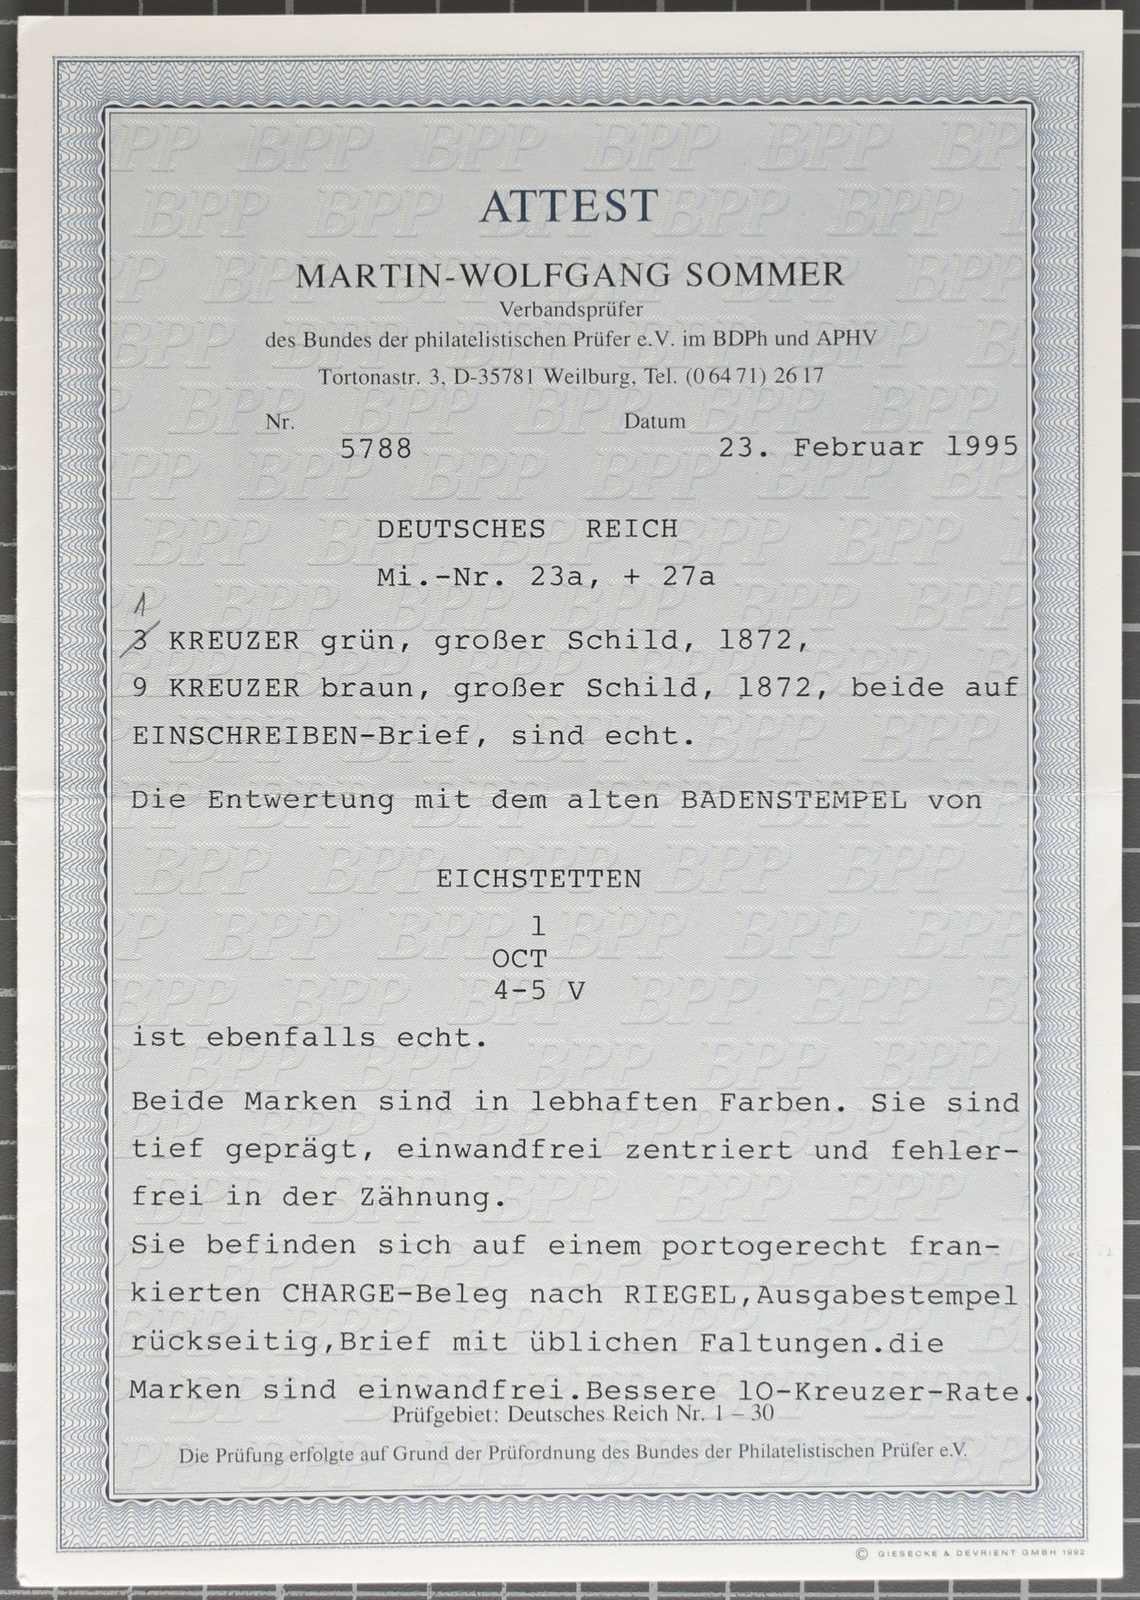 ATTEST
MARTIN-WOLFGANG SOMMER
Verbandsprüfer
des Bundes der philatelistischen Prüfer e.V. im BDPh und APHV
Tortonastr. 3, D-35781 Weilburg, Tel. (0 64 71) 26 17
Nr. Datum
5788 23. Februar 1995
DEUTSCHES REICH
Mi.-Nr. 23a, + 27a
1
3 KREUZER grün, großer Schild, 1872,
9 KREUZER braun, großer Schild, 1872, beide auf
EINSCHREIBEN-Brief, sind echt.
Die Entwertung mit dem alten BADENSTEMPEL von
EICHSTETTEN
1
OCT
4-5 V
ist ebenfalls echt.
Beide Marken sind in lebhaften Farben. Sie sind
tief geprägt, einwandfrei zentriert und fehler-
frei in der Zähnung.
Sie befinden sich auf einem portogerecht fran-
kierten CHARGE-Beleg nach RIEGEL,Ausgabestempel
rückseitig,Brief mit üblichen Faltungen.die
Marken sind einwandfrei.Bessere 10-Kreuzer-Rate.
Prüfgebiet: Deutsches Reich Nr. 1 – 30
Die Prüfung erfolgte auf Grund der Prüfordnung des Bundes der Philatelistischen Prüfer e.V.
© GIESECKE & DEVRIENT GMBH 1992